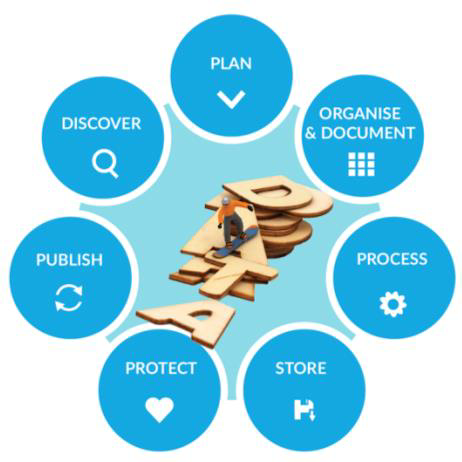 PLAN
ORGANISE
& DOCUMENT
PROCESS
STORE
PROTECT
PUBLISH
DISCOVER
D
A
T
A